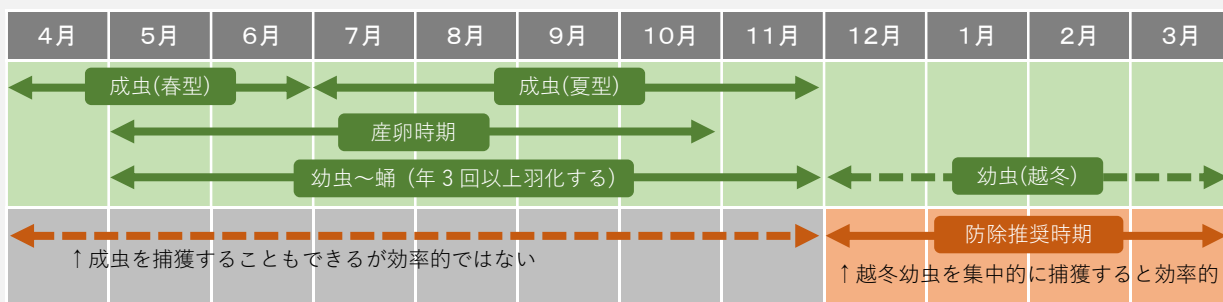 4月 5月 6月 7月 8月 9月 10月 11月 12月 1月 2月 3月
成虫(春型) 成虫(夏型)
産卵時期
幼虫～蛹（年３回以上羽化する） 幼虫(越冬)
防除推奨時期
↑成虫を捕獲することもできるが効率的ではない
↑越冬幼虫を集中的に捕獲すると効率的